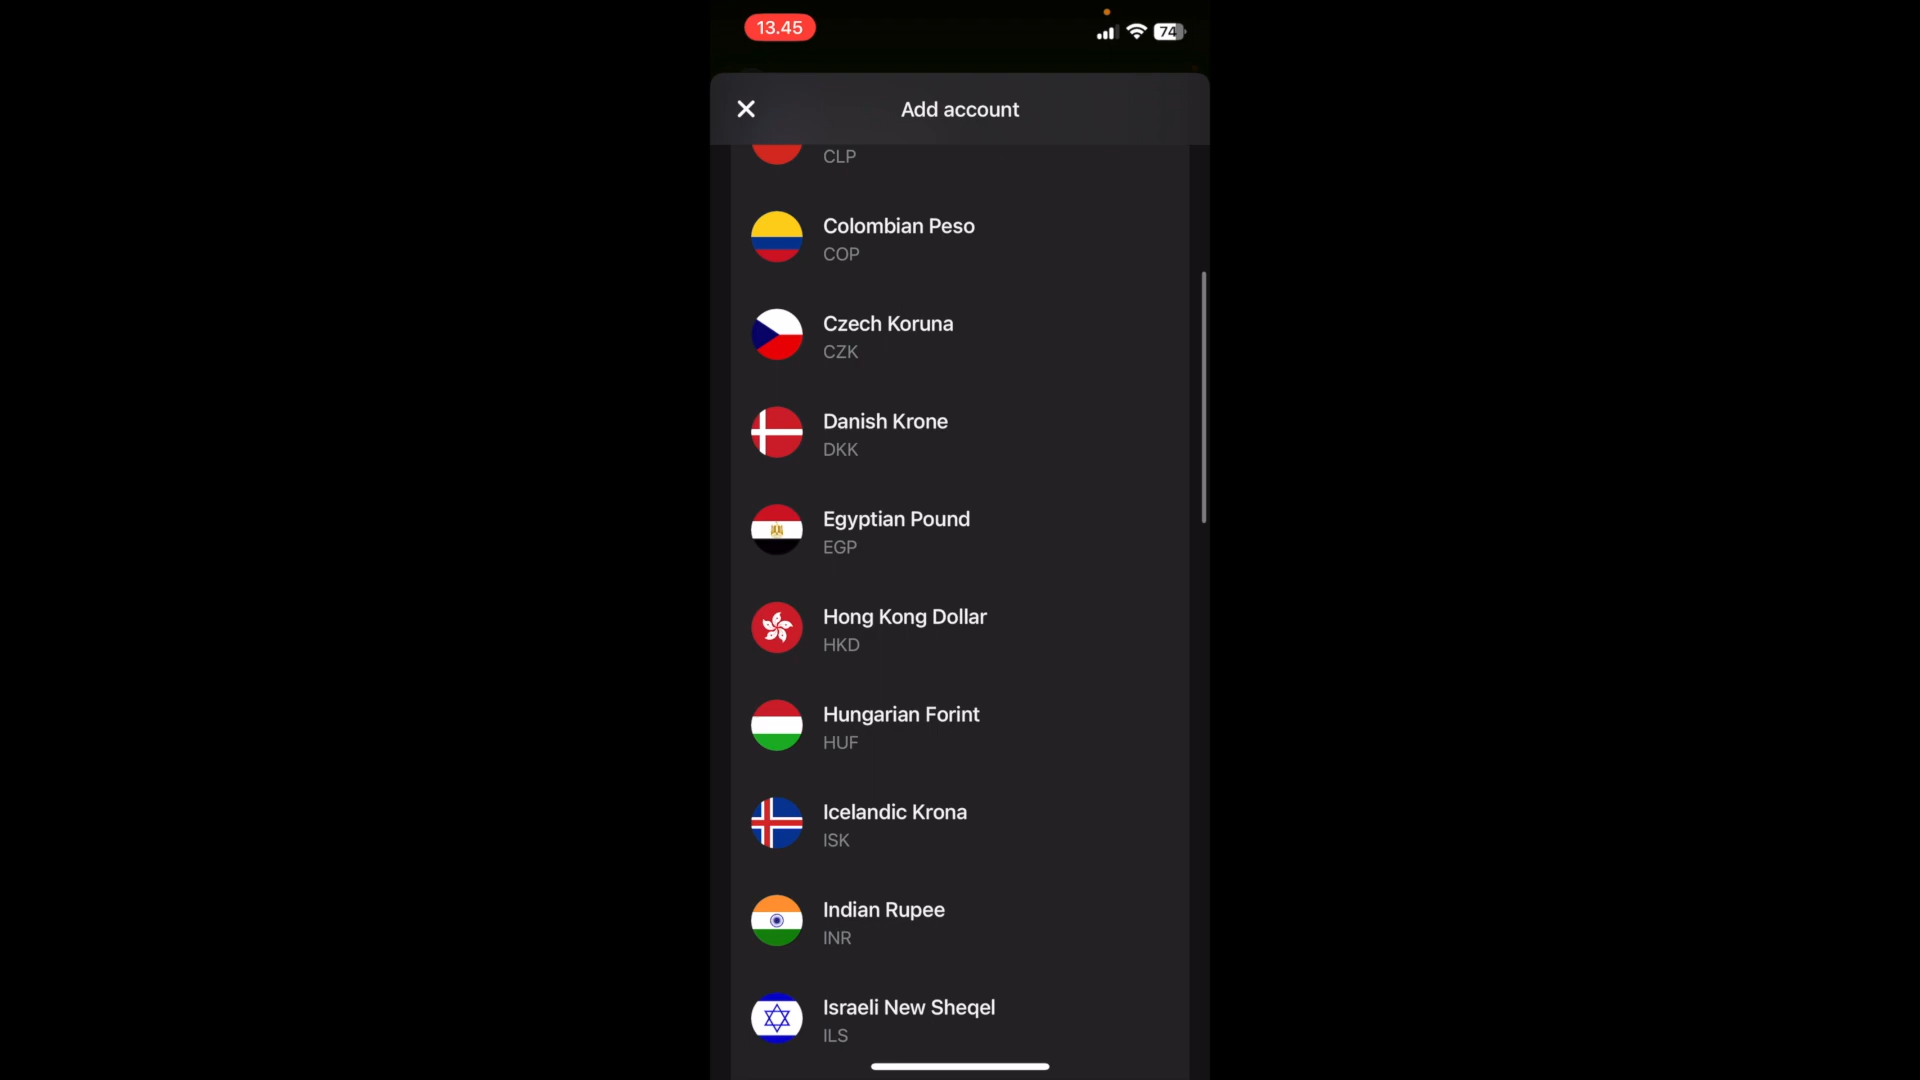 13.45
74
Add account
CLP
Colombian Peso
COP
Czech Koruna
CZK
Danish Krone
DKK
Egyptian Pound
EGP
Hong Kong Dollar
HKD
Hungarian Forint
HUF
Icelandic Krona
ISK
Indian Rupee
INR
Israeli New Sheqel
ILS